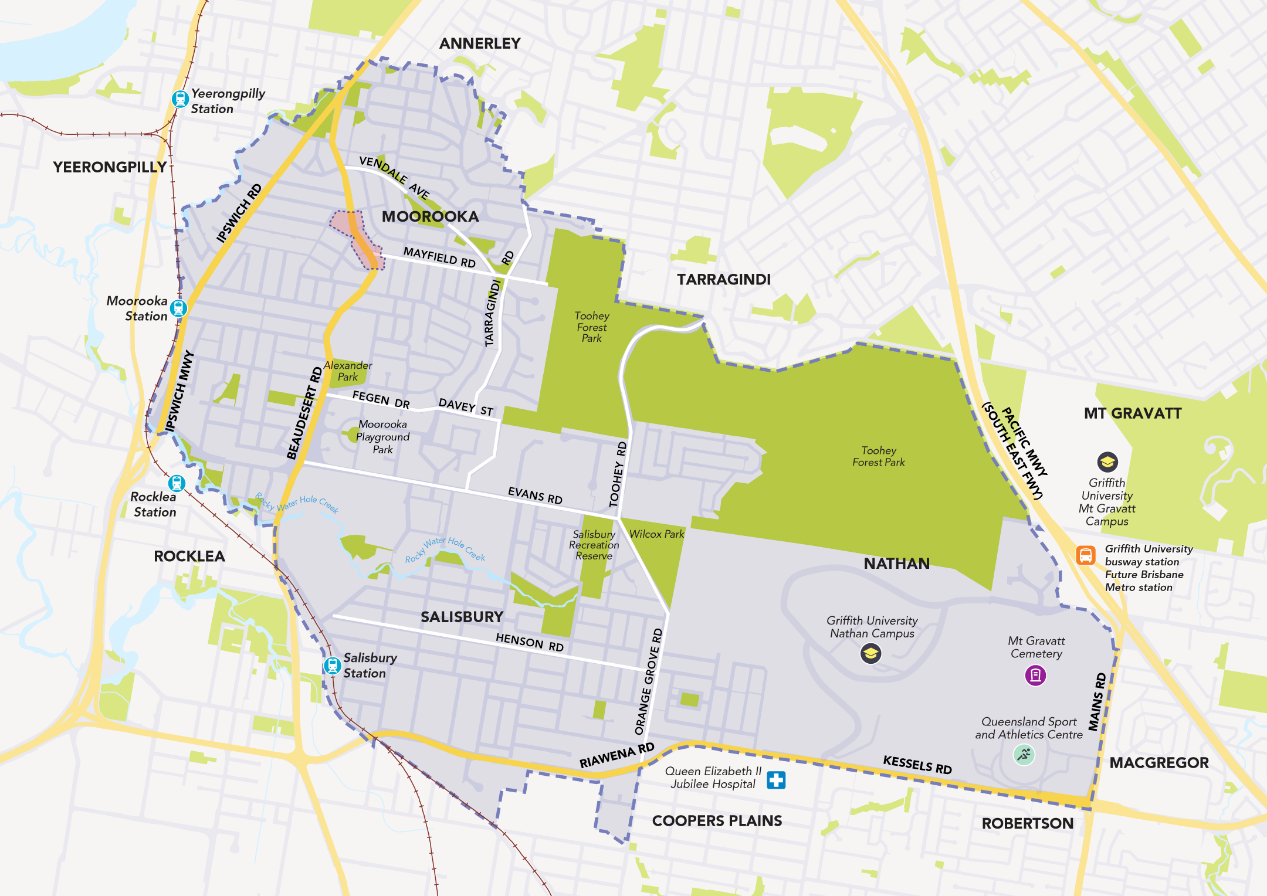 ANNERLEY
Yeerongpilly
Station
YEERONGPILLY
VENDALE AVE
IPSWICH RD
MOOROOKA
MAYFIELD RD
TARRAGINDI RD
TARRAGINDI
Moorooka
Station
Toohey
Forest
Park
IPSWICH MWY
Alexander
Park
BEAUDESERT RD
FEGEN DR
DAVEY ST
Moorooka
Playground
Park
PACIFIC MWY
(SOUTH EAST FWY)
MT GRAVATT
Toohey
Forest Park
TOOHEY RD
Griffith
University
Mt Gravatt
Campus
Rocklea
Station
EVANS RD
Rocky Water Hole Creek
Salisbury
Recreation
Reserve
Wilcox Park
Rocky Water Hole Creek
ROCKLEA
NATHAN
Griffith University
busway station
Future Brisbane
Metro station
SALISBURY
Griffith University
Nathan Campus
HENSON RD
Mt Gravatt
Cemetery
Salisbury
Station
ORANGE GROVE RD
MAINS RD
Queensland Sport
and Athletics Centre
RIAWENA RD
KESSELS RD
MACGREGOR
Queen Elizabeth II
Jubilee Hospital
COOPERS PLAINS
ROBERTSON